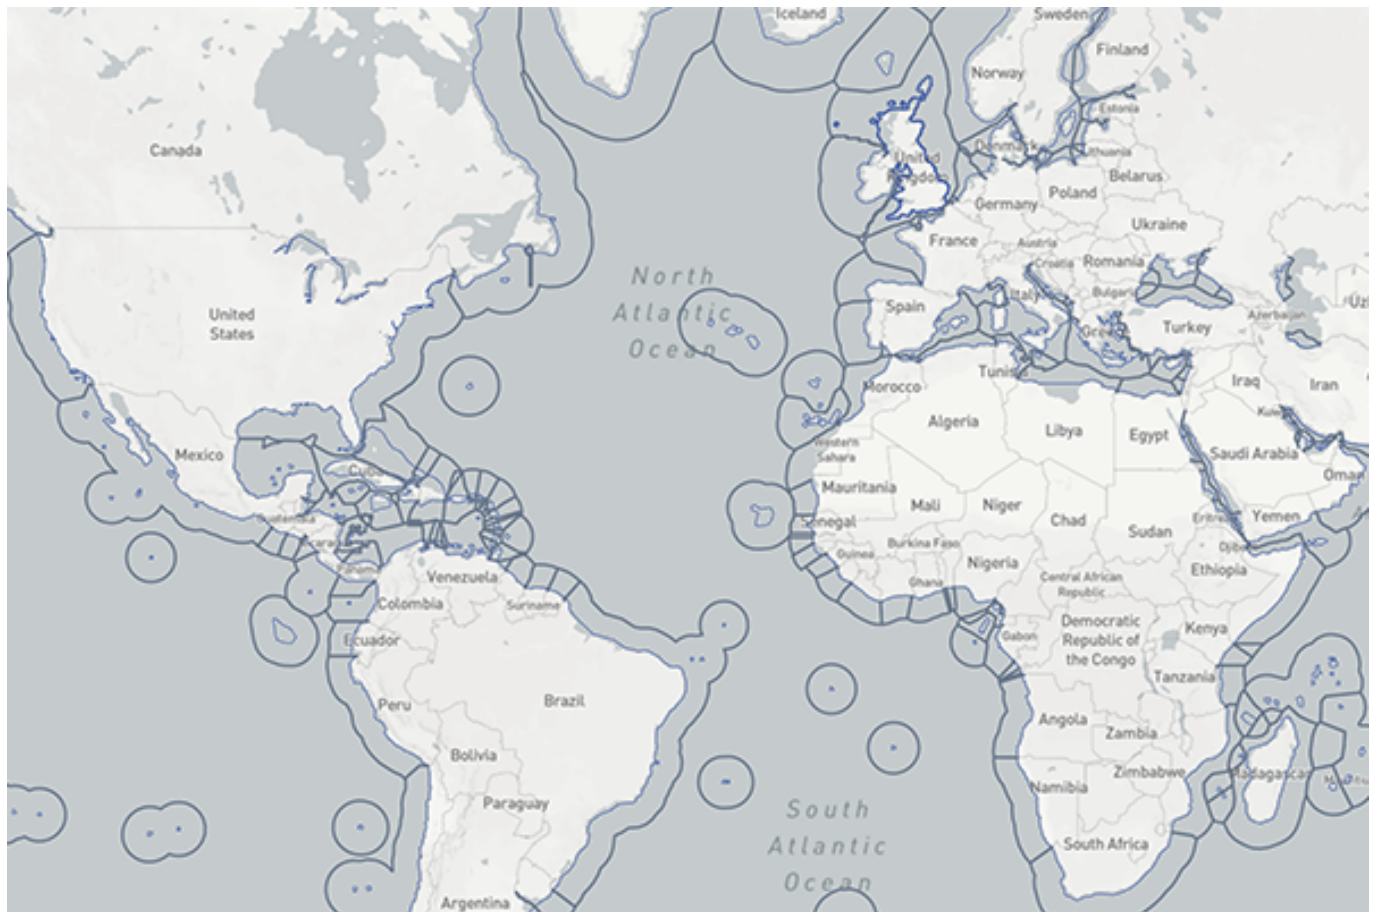 Iceland
Sweden
Finland
Norway
Estonia
Canada
Denmark
Lithuania
United
Kingdom
Belarus
Poland
Germany
Ukraine
France
Austria
Croatia
Romania
North
Atlantic
Ocean
Italy
Bulgaria
Spain
Greece
Turkey
Azerbaijan
Uzb
United
States
Tunisia
Morocco
Iraq
Iran
Kuwait
Algeria
Libya
Egypt
Western
Sahara
Saudi Arabia
Mexico
Cuba
Oman
Mauritania
Mali
Niger
Chad
Sudan
Eritrea
Yemen
Senegal
Guatemala
Nicaragua
Guinea
Burkina Faso
Djibouti
Nigeria
Ethiopia
Panama
Venezuela
Ghana
Central African
Republic
Colombia
Suriname
Ecuador
Gabon
Democratic
Republic of
the Congo
Kenya
Tanzania
Peru
Brazil
Angola
Zambia
Bolivia
Zimbabwe
Madagascar
Namibia
Paraguay
South
Atlantic
Ocean
South Africa
Argentina